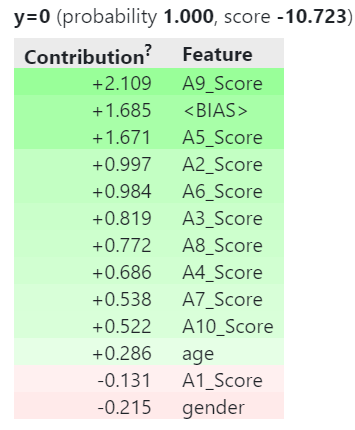 y=0 (probability 1.000, score -10.723)
Contribution? Feature
+2.109 A9_Score
+1.685 <BIAS>
+1.671 A5_Score
+0.997 A2_Score
+0.984 A6_Score
+0.819 A3_Score
+0.772 A8_Score
+0.686 A4_Score
+0.538 A7_Score
+0.522 A10_Score
+0.286 age
-0.131 A1_Score
-0.215 gender